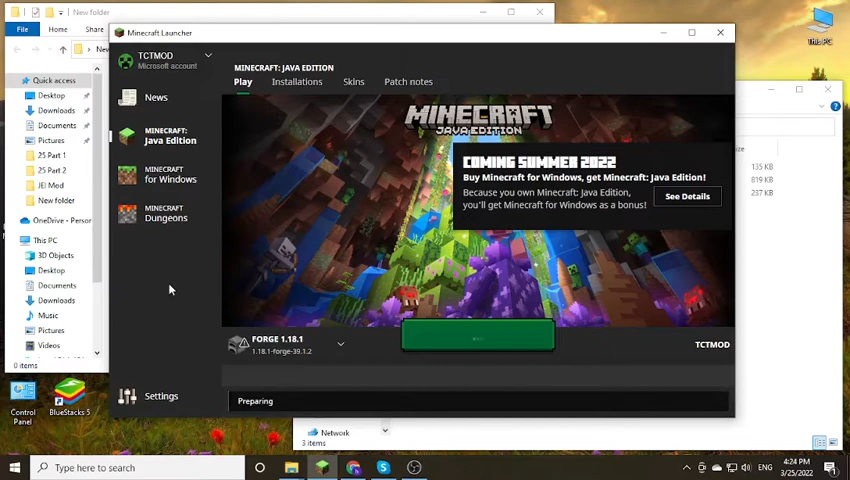 New folder
File
Home
Share
New
Quick access
Desktop
Downloads
Documents
Pictures
25 Part 1
25 Part 2
JEI Mod
New folder
OneDrive - Person
This PC
3D Objects
Desktop
Documents
Downloads
Music
Pictures
Videos
0 items
Minecraft Launcher
TCTMOD
Microsoft account
News
MINECRAFT:
Java Edition
MINECRAFT
for Windows
MINECRAFT
Dungeons
Settings
MINECRAFT: JAVA EDITION
Play
Installations
Skins
Patch notes
MINECRAFT
JAVA EDITION
COMING SUMMER 2022
Buy Minecraft for Windows, get Minecraft: Java Edition!
Because you own Minecraft: Java Edition,
you'll get Minecraft for Windows as a bonus!
See Details
FORGE 1.18.1
1.18.1-forge-39.1.2
TCTMOD
Preparing
This PC
135 KB
819 KB
237 KB
Network
3 items
Control
Panel
BlueStacks 5
Type here to search
ENG
4:24 PM
3/25/2022